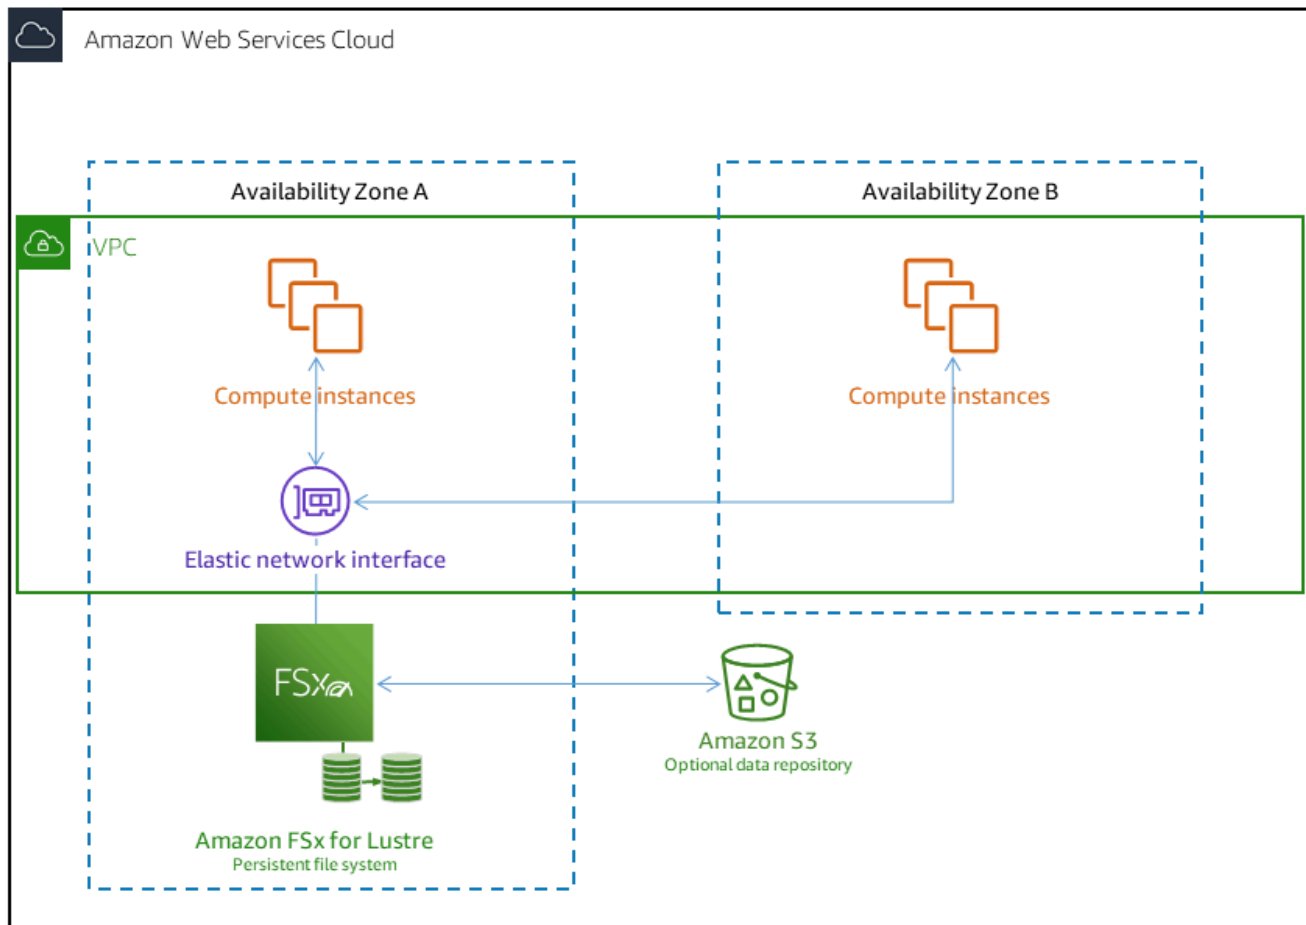 Amazon Web Services Cloud
Availability Zone A
Availability Zone B
VPC
Compute instances
Compute instances
Elastic network interface
FSx
Amazon S3
Optional data repository
Amazon FSx for Lustre
Persistent file system